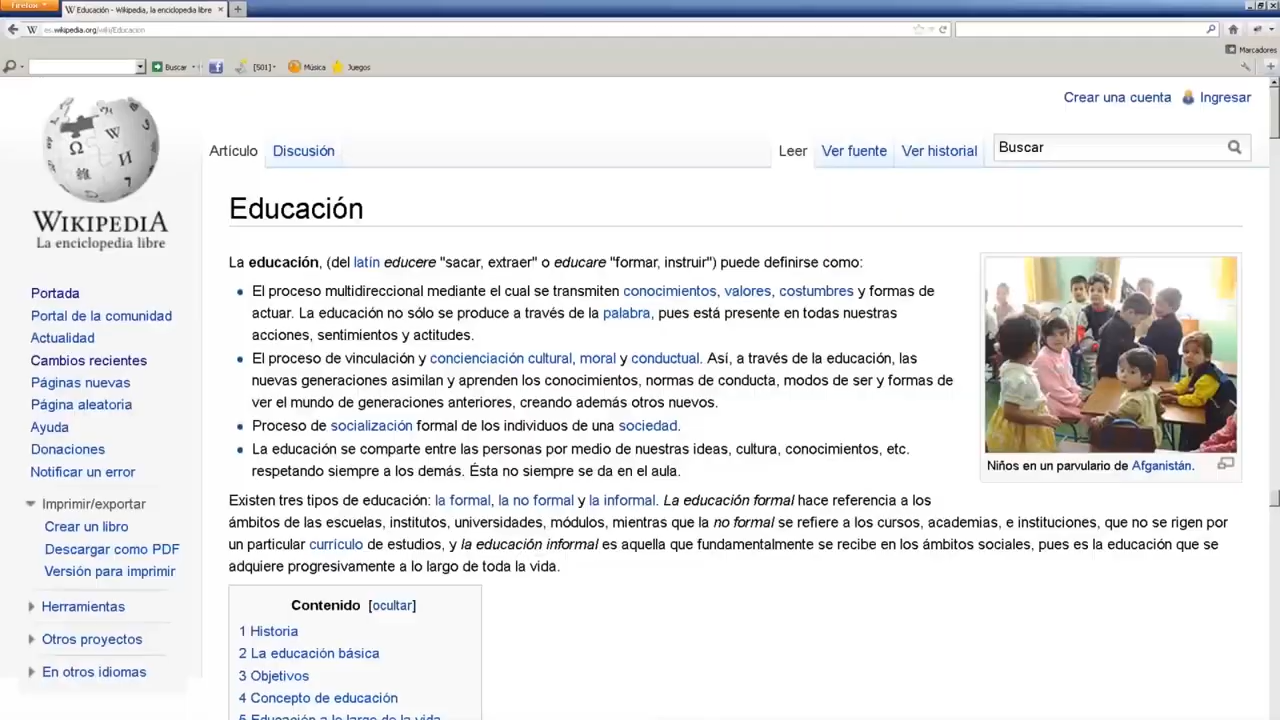 Firefox
Educación - Wikipedia, la enciclopedia libre
es.wikipedia.org/wiki/Educación
Marcadores
Buscar
[501]
Música
Juegos
Crear una cuenta
Ingresar
Artículo
Discusión
Leer
Ver fuente
Ver historial
Buscar
WIKIPEDIA
La enciclopedia libre
Portada
Portal de la comunidad
Actualidad
Cambios recientes
Páginas nuevas
Página aleatoria
Ayuda
Donaciones
Notificar un error
Imprimir/exportar
Crear un libro
Descargar como PDF
Versión para imprimir
Herramientas
Otros proyectos
En otros idiomas
Educación
La educación, (del latín educere "sacar, extraer" o educare "formar, instruir") puede definirse como:
El proceso multidireccional mediante el cual se transmiten conocimientos, valores, costumbres y formas de
actuar. La educación no sólo se produce a través de la palabra, pues está presente en todas nuestras
acciones, sentimientos y actitudes.
El proceso de vinculación y concienciación cultural, moral y conductual. Así, a través de la educación, las
nuevas generaciones asimilan y aprenden los conocimientos, normas de conducta, modos de ser y formas de
ver el mundo de generaciones anteriores, creando además otros nuevos.
Proceso de socialización formal de los individuos de una sociedad.
La educación se comparte entre las personas por medio de nuestras ideas, cultura, conocimientos, etc.
respetando siempre a los demás. Ésta no siempre se da en el aula.
Niños en un parvulario de Afganistán.
Existen tres tipos de educación: la formal, la no formal y la informal. La educación formal hace referencia a los
ámbitos de las escuelas, institutos, universidades, módulos, mientras que la no formal se refiere a los cursos, academias, e instituciones, que no se rigen por
un particular currículo de estudios, y la educación informal es aquella que fundamentalmente se recibe en los ámbitos sociales, pues es la educación que se
adquiere progresivamente a lo largo de toda la vida.
Contenido [ocultar]
1 Historia
2 La educación básica
3 Objetivos
4 Concepto de educación
5 Educación a lo largo de la vida